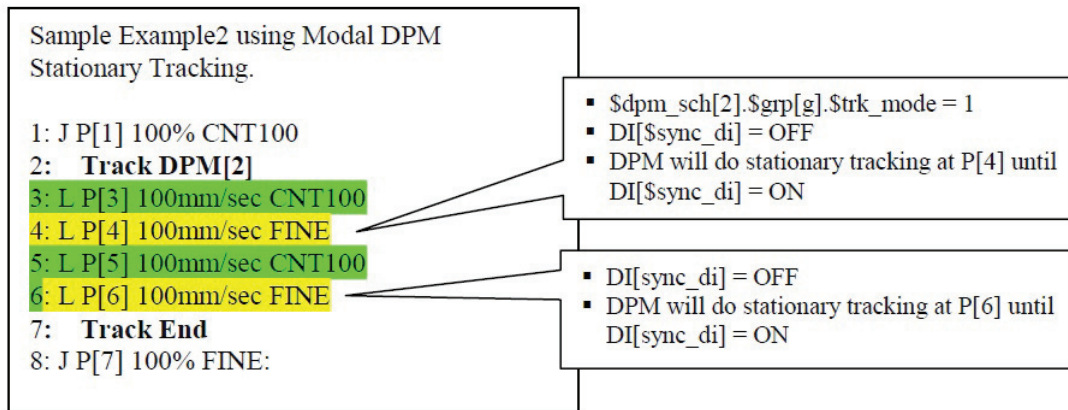 Sample Example2 using Modal DPM
Stationary Tracking.
1: J P[1] 100% CNT100
2: Track DPM[2]
3: L P[3] 100mm/sec CNT100
4: L P[4] 100mm/sec FINE
5: L P[5] 100mm/sec CNT100
6: L P[6] 100mm/sec FINE
7: Track End
8: J P[7] 100% FINE:
▪ $dpm_sch[2].$grp[g].$trk_mode = 1
▪ DI[$sync_di] = OFF
▪ DPM will do stationary tracking at P[4] until
DI[$sync_di] = ON
▪ DI[sync_di] = OFF
▪ DPM will do stationary tracking at P[6] until
DI[sync_di] = ON